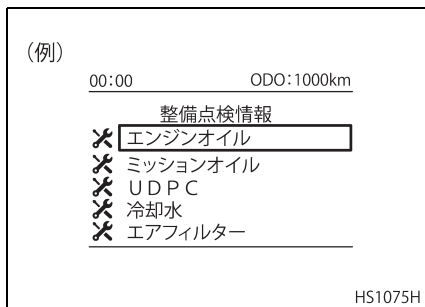 （例）
00:00 ODO:1000km
整備点検情報
エンジンオイル
ミッションオイル
UDPC
冷却水
エアフィルター
HS1075H